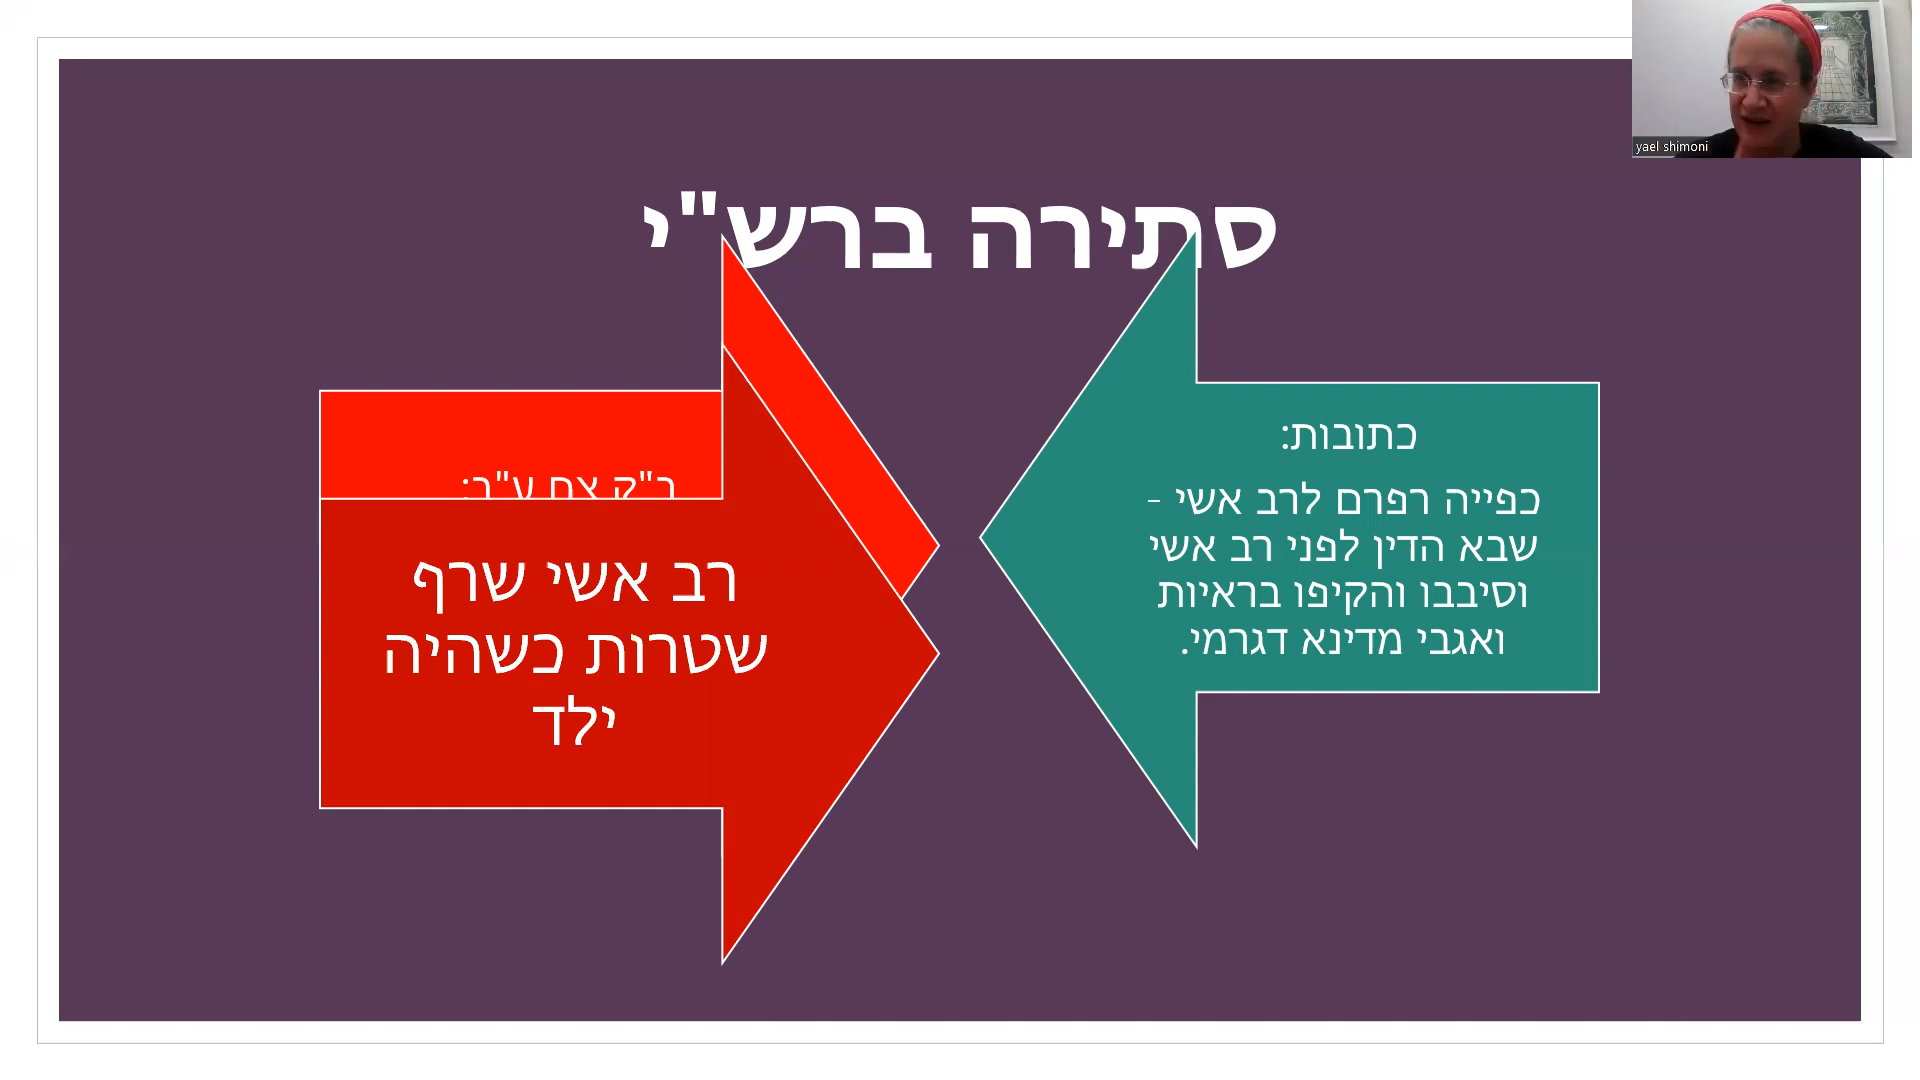 yael shimoni
סתירה ברש"י
כתובות:
כפייה רפרם לרב אשי -
שבא הדין לפני רב אשי
וסיבבו והקיפו בראיות
ואגבי מדינא דגרמי.
ב"ק צח ע"ב:
רב אשי שרף
שטרות כשהיה
ילד